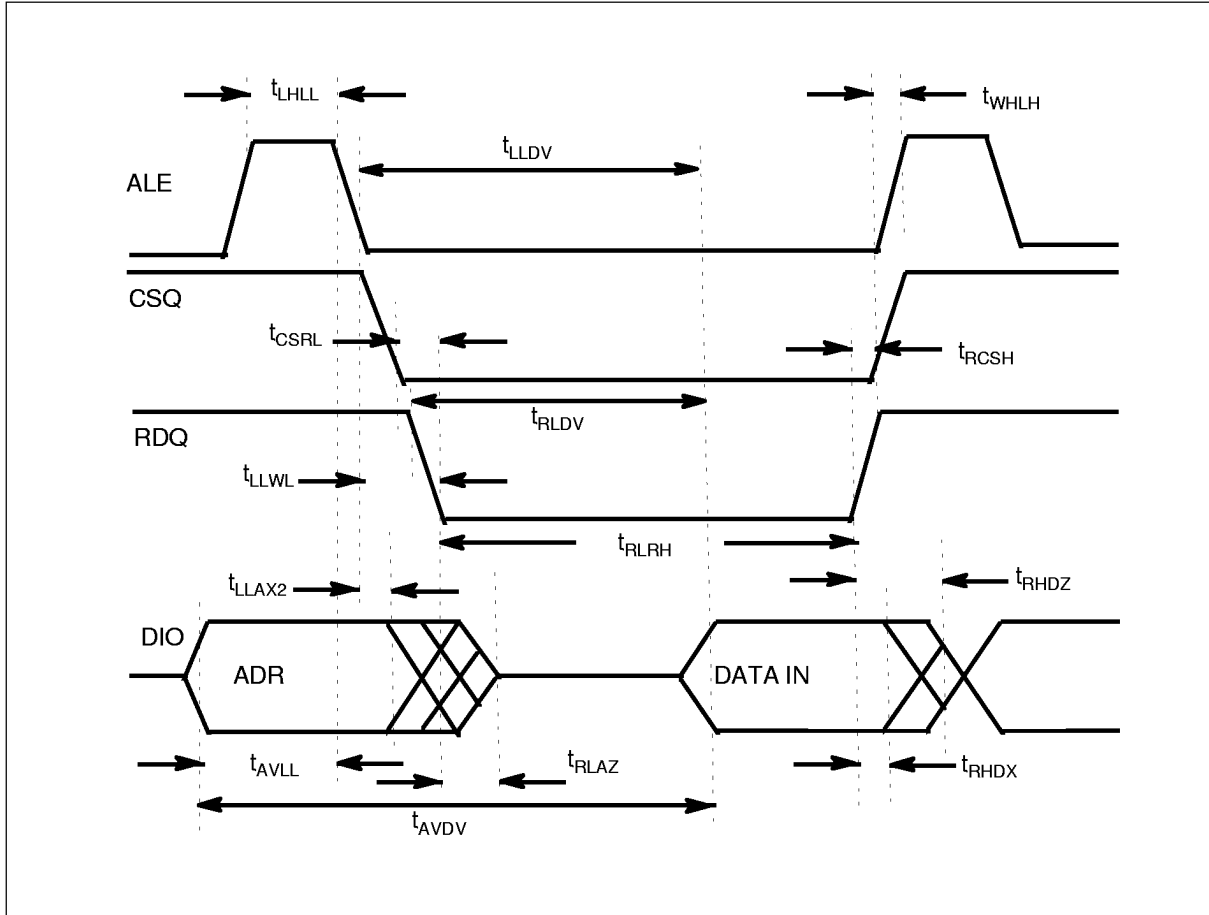 tLHLL
tWHLH
tLLDV
ALE
CSQ
tCSRL
tRCSH
tRLDV
RDQ
tLLWL
tRLRH
tLLAX2
tRHDZ
DIO
ADR
DATA IN
tAVLL
tRLAZ
tRHDX
tAVDV